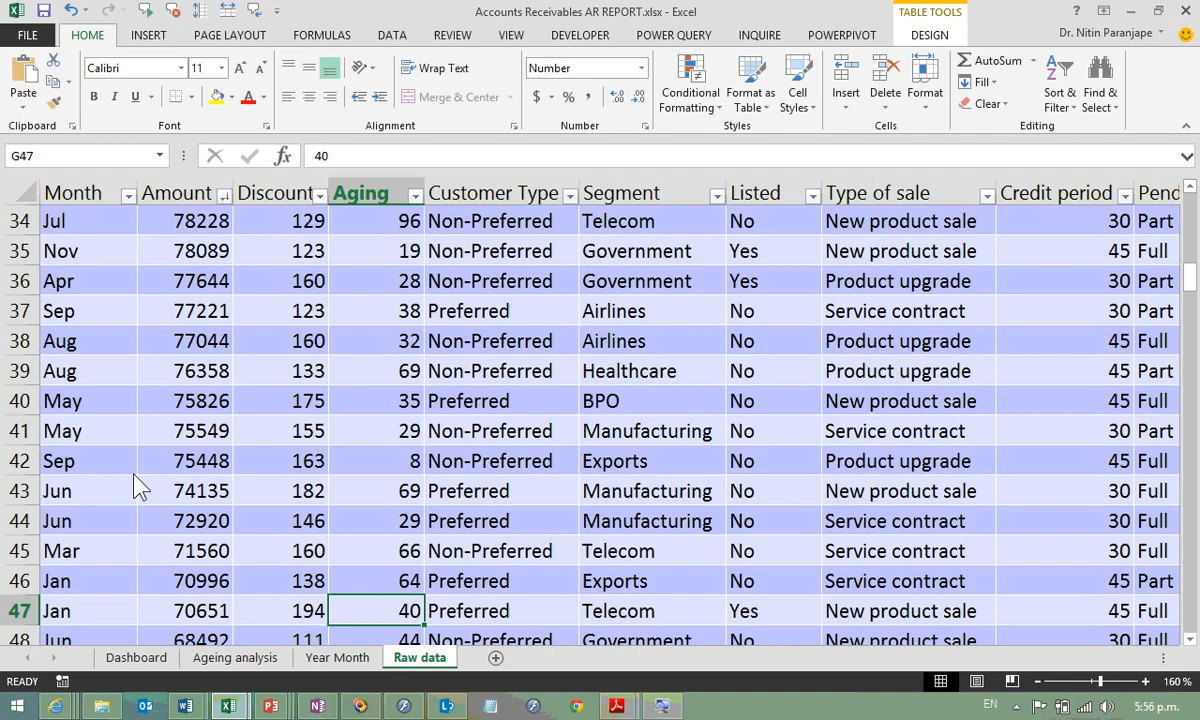 Accounts Receivables AR REPORT.xlsx - Excel
TABLE TOOLS
FILE HOME INSERT PAGE LAYOUT FORMULAS DATA REVIEW VIEW DEVELOPER POWER QUERY INQUIRE POWERPIVOT DESIGN Dr. Nitin Paranjape
Paste
Calibri 11
B I U
Wrap Text
Merge & Center
Number
$ % ,
Conditional Formatting
Format as Table
Cell Styles
Insert Delete Format
AutoSum
Fill
Clear
Sort & Filter
Find & Select
Clipboard Font Alignment Number Styles Cells Editing
G47 fx 40
Month Amount Discount Aging Customer Type Segment Listed Type of sale Credit period Pend
34 Jul 78228 129 96 Non-Preferred Telecom No New product sale 30 Part
35 Nov 78089 123 19 Non-Preferred Government Yes New product sale 45 Full
36 Apr 77644 160 28 Non-Preferred Government Yes Product upgrade 30 Part
37 Sep 77221 123 38 Preferred Airlines No Service contract 30 Part
38 Aug 77044 160 32 Non-Preferred Airlines No Product upgrade 45 Full
39 Aug 76358 133 69 Non-Preferred Healthcare No Product upgrade 45 Part
40 May 75826 175 35 Preferred BPO No New product sale 45 Full
41 May 75549 155 29 Non-Preferred Manufacturing No Service contract 30 Part
42 Sep 75448 163 8 Non-Preferred Exports No Product upgrade 45 Full
43 Jun 74135 182 69 Preferred Manufacturing No New product sale 30 Full
44 Jun 72920 146 29 Preferred Manufacturing No Service contract 30 Full
45 Mar 71560 160 66 Non-Preferred Telecom No Service contract 30 Full
46 Jan 70996 138 64 Preferred Exports No Service contract 45 Part
47 Jan 70651 194 40 Preferred Telecom Yes New product sale 45 Full
48 Jun 68492 111 44 Non-Preferred Government No New product sale 30 Full
Dashboard Ageing analysis Year Month Raw data
READY 160 %
EN 5:56 p.m.